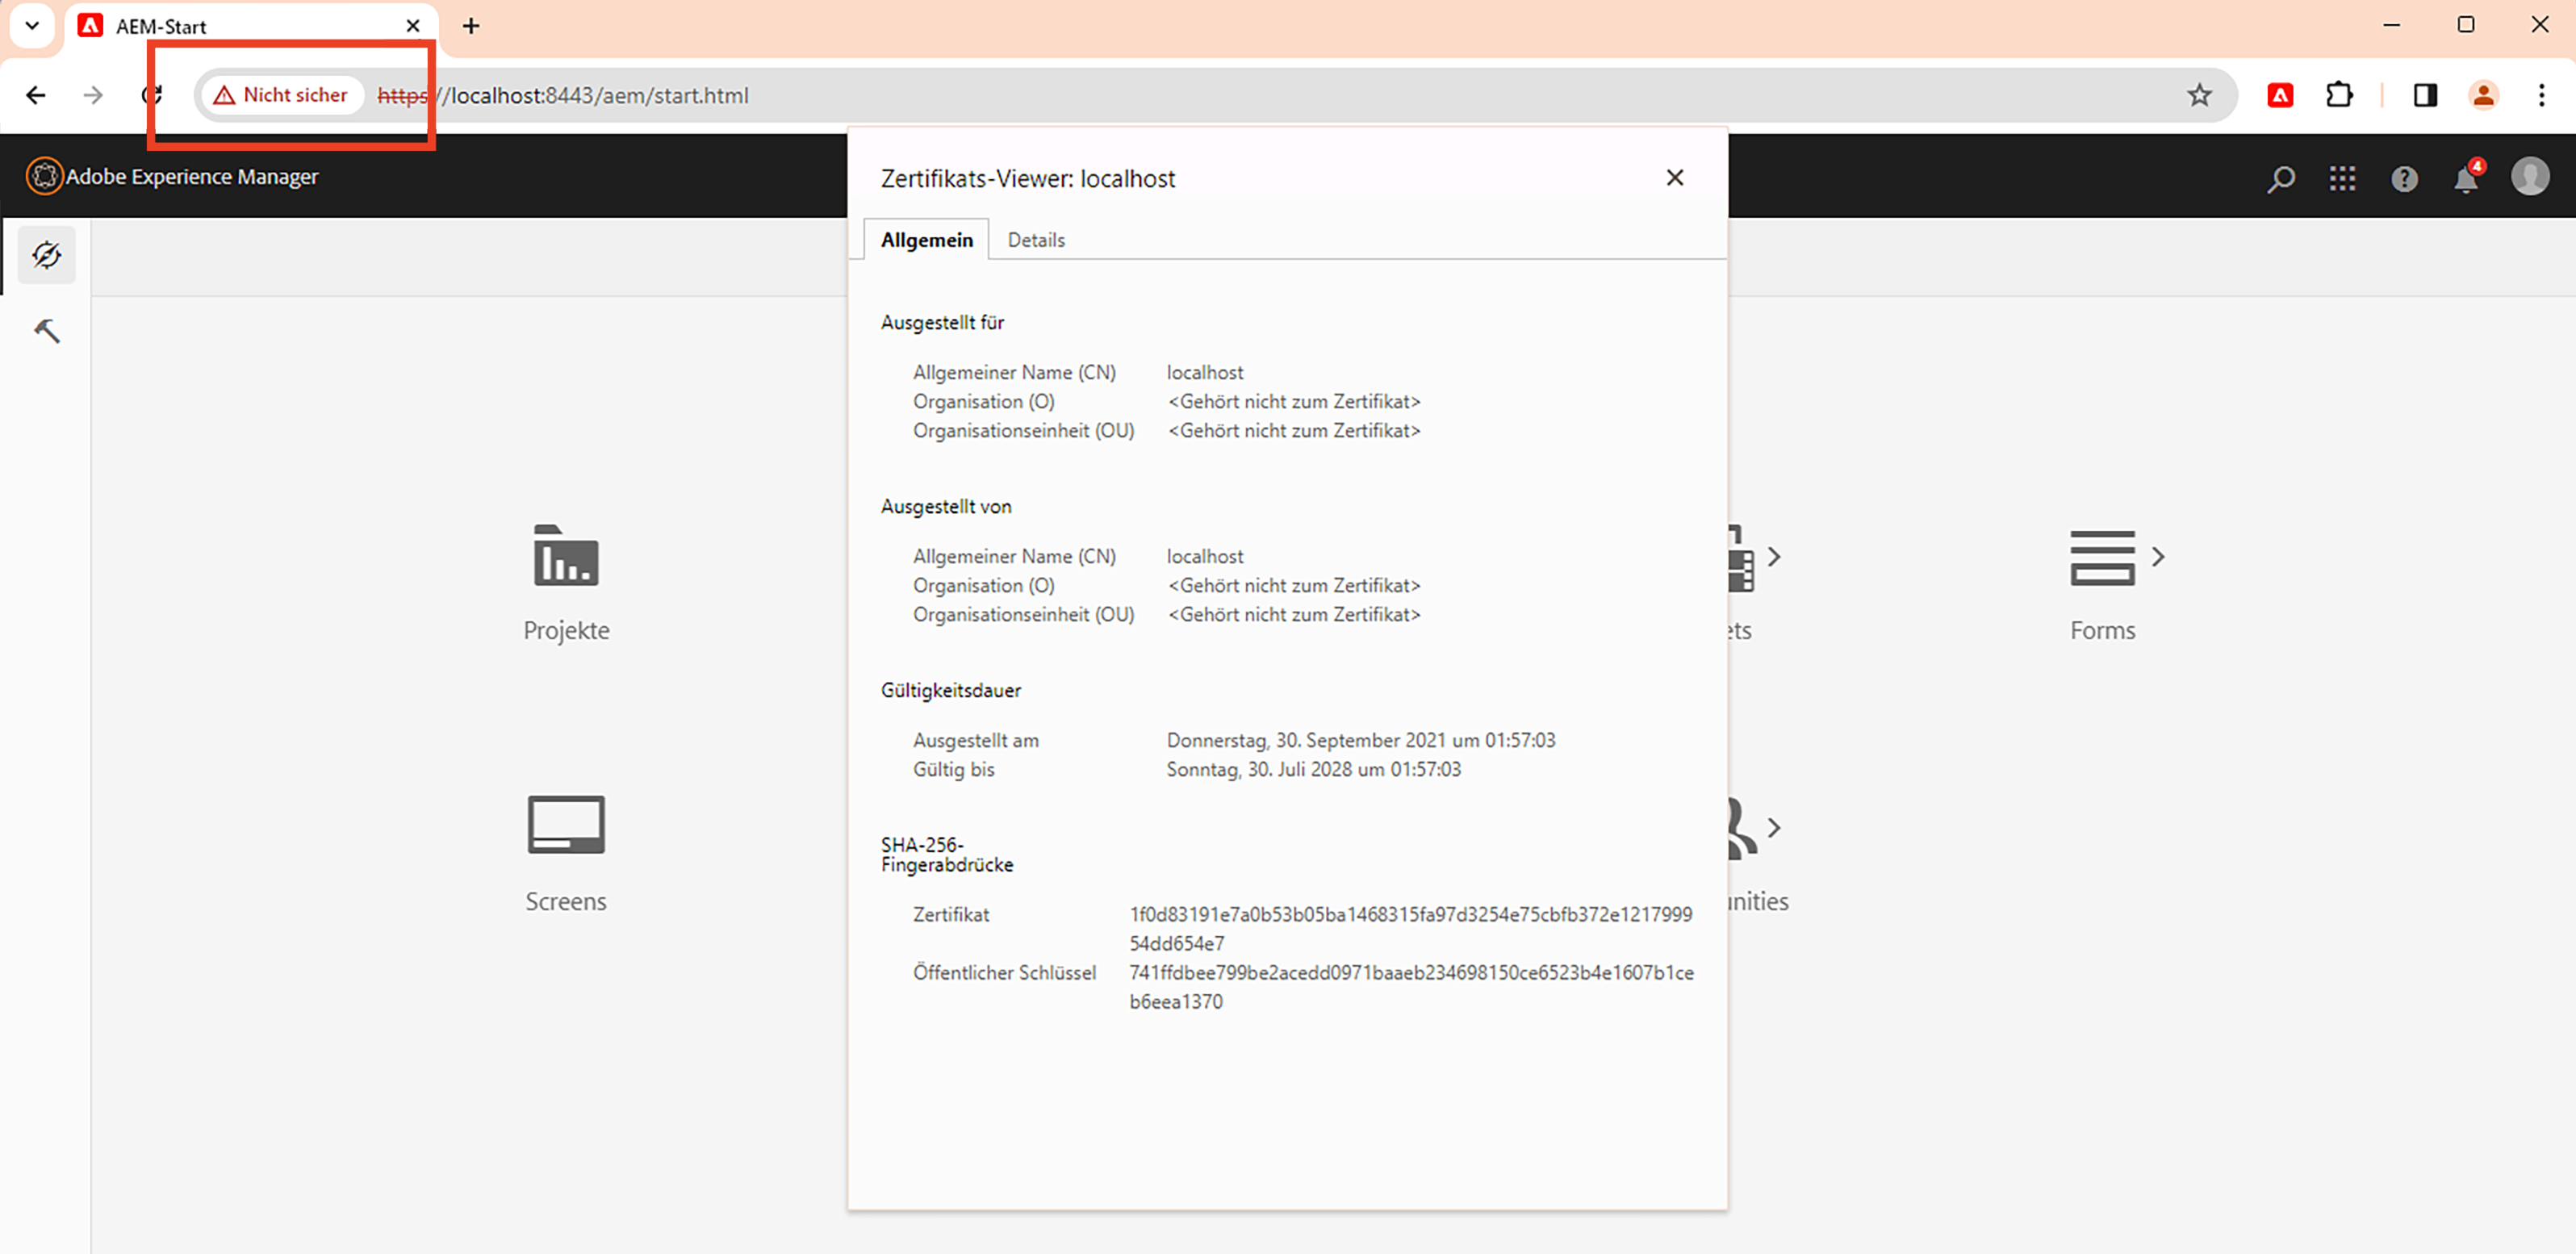 AEM-Start
Nicht sicher https://localhost:8443/aem/start.html
Adobe Experience Manager
4
Zertifikats-Viewer: localhost
Allgemein Details
Ausgestellt für
Allgemeiner Name (CN) localhost
Organisation (O) <Gehört nicht zum Zertifikat>
Organisationseinheit (OU) <Gehört nicht zum Zertifikat>
Ausgestellt von
Allgemeiner Name (CN) localhost
Organisation (O) <Gehört nicht zum Zertifikat>
Organisationseinheit (OU) <Gehört nicht zum Zertifikat>
Gültigkeitsdauer
Ausgestellt am Donnerstag, 30. September 2021 um 01:57:03
Gültig bis Sonntag, 30. Juli 2028 um 01:57:03
SHA-256-
Fingerabdrücke
Zertifikat 1f0d83191e7a0b53b05ba1468315fa97d3254e75cbfb372e1217999
54dd654e7
Öffentlicher Schlüssel 741ffdbee799be2acedd0971baaeb234698150ce6523b4e1607b1ce
b6eea1370
Projekte
ets
Forms
Screens
nities